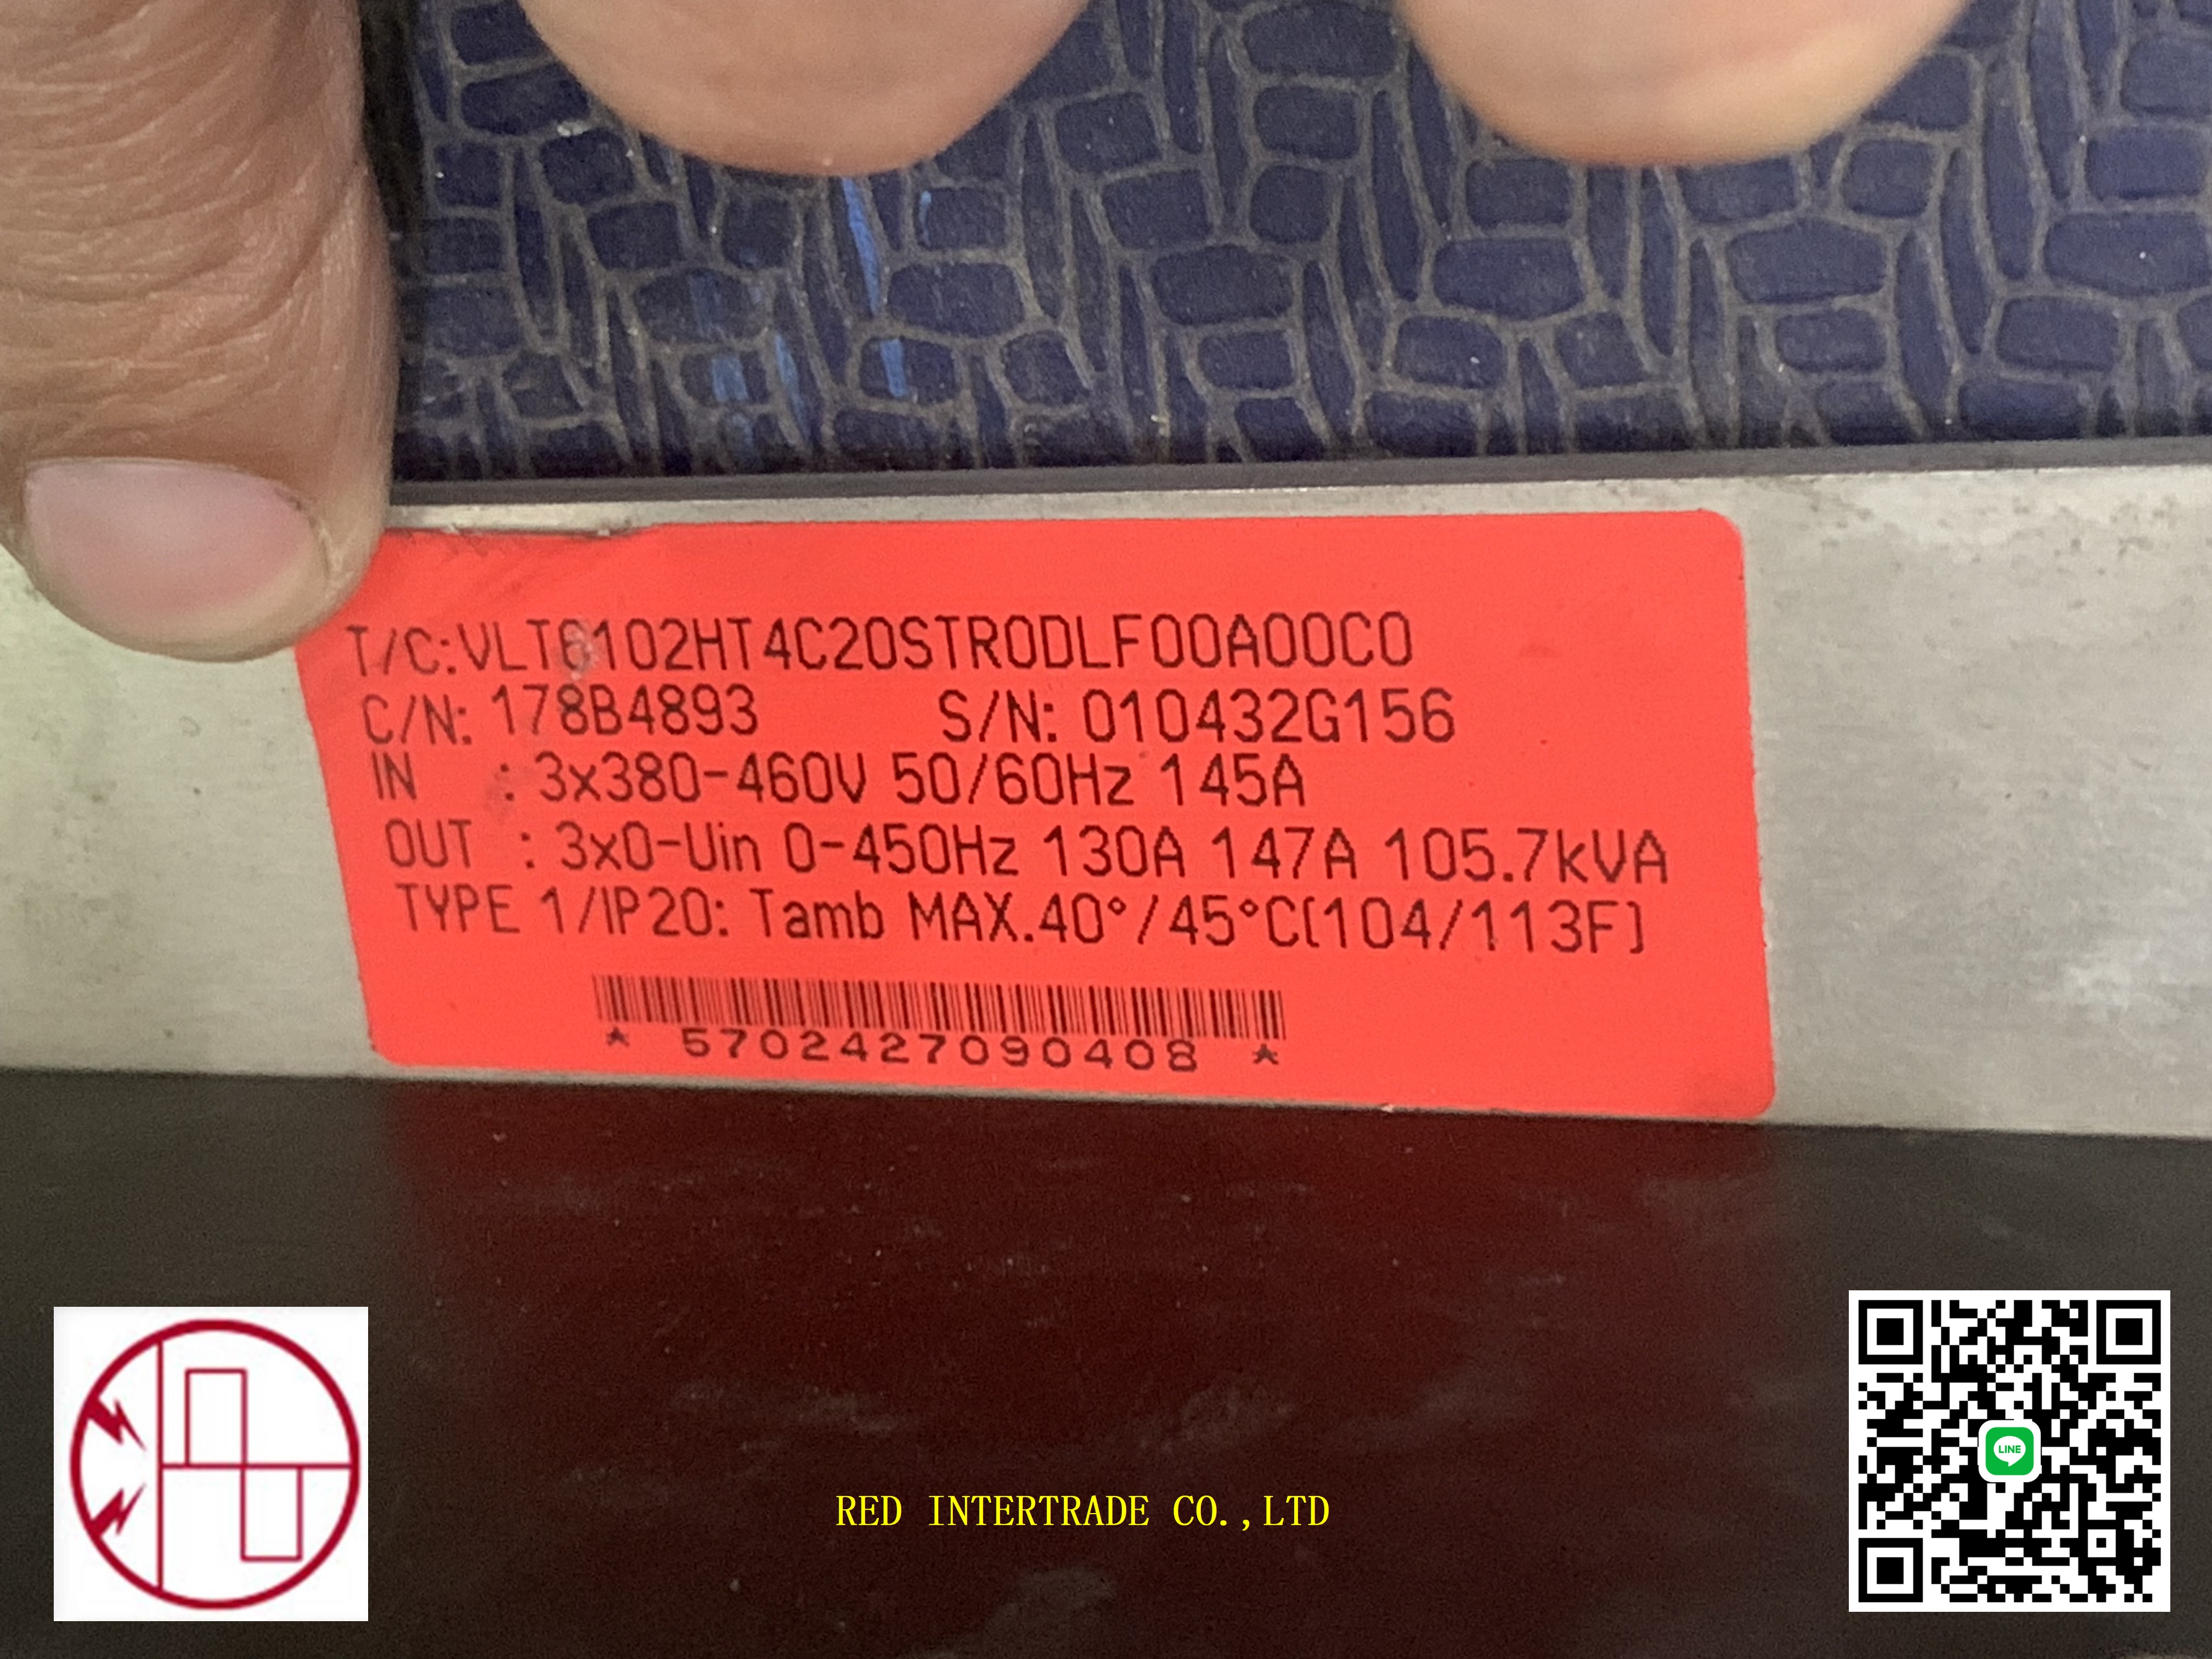 T/C:VLT6102HT4C20STR0DLF00A00C0
C/N: 178B4893 S/N: 010432G156
IN : 3x380-460V 50/60Hz 145A
OUT : 3x0-Uin 0-450Hz 130A 147A 105.7kVA
TYPE 1/IP20: Tamb MAX.40°/45°C(104/113F)
* 5702427090408 *
LINE
RED INTERTRADE CO.,LTD